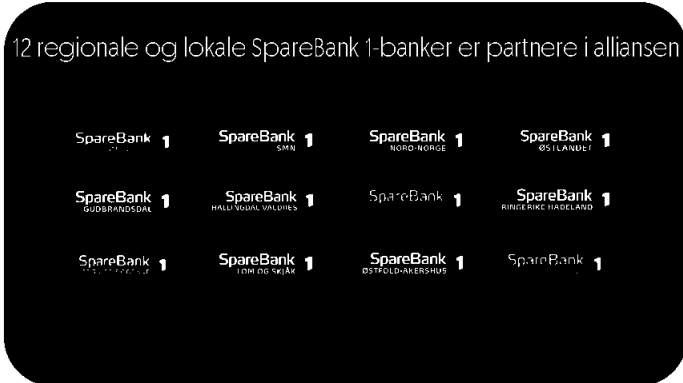 12 regionale og lokale SpareBank 1-banker er partnere i alliansen
SpareBank 1
SpareBank 1
SMN
SpareBank 1
NORD-NORGE
SpareBank 1
ØSTLANDET
SpareBank 1
GUDBRANDSDAL
SpareBank 1
HALLINGDAL VALDRES
SpareBank 1
SpareBank 1
RINGERIKE HADELAND
SpareBank 1
SpareBank 1
LOM OG SKJÅK
SpareBank 1
ØSTFOLD-AKERSHUS
SpareBank 1